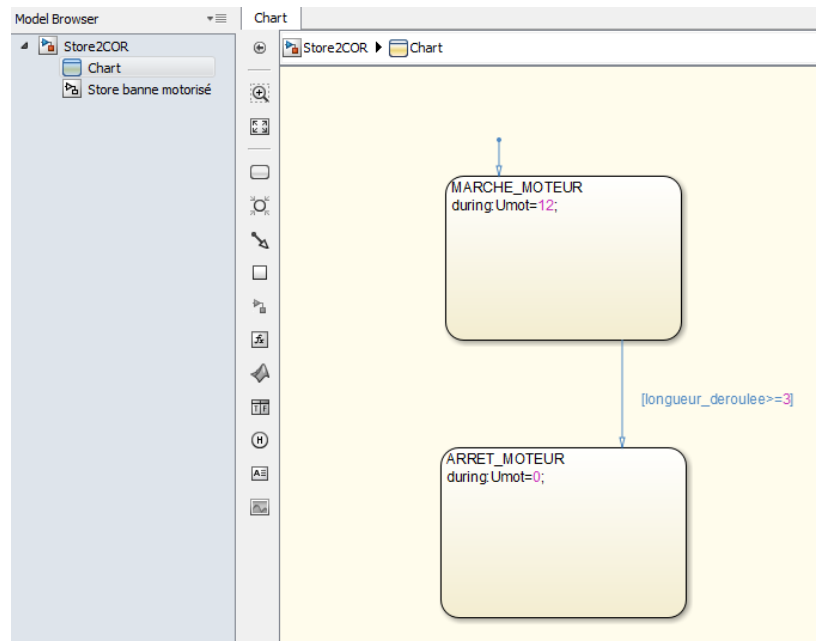 Model Browser
Chart
Store2COR
Chart
Store banne motorisé
Store2COR Chart
MARCHE_MOTEUR
during:Umot=12;
[longueur_deroulee>=3]
ARRET_MOTEUR
during:Umot=0;
fx
T F
H
A